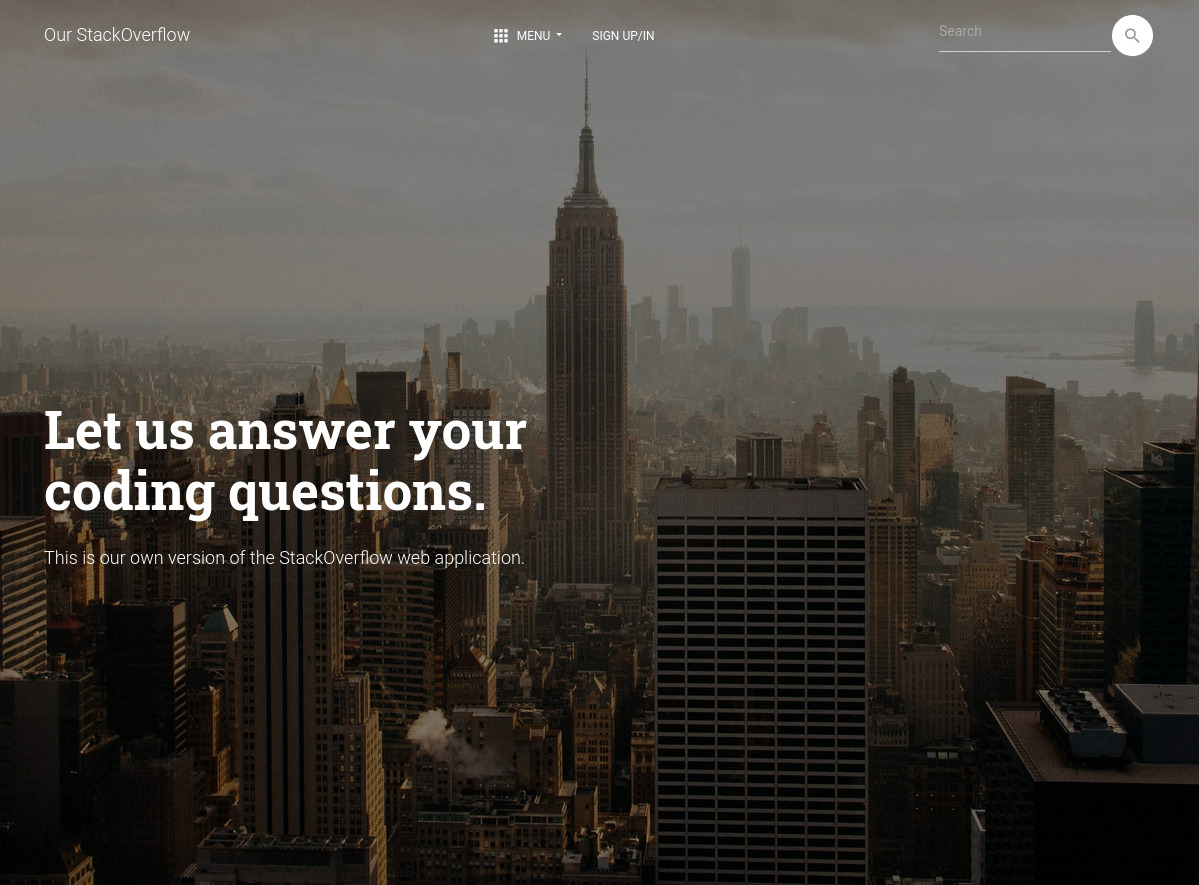 Our StackOverflow
MENU
SIGN UP/IN
Search
Let us answer your
coding questions.
This is our own version of the StackOverflow web application.